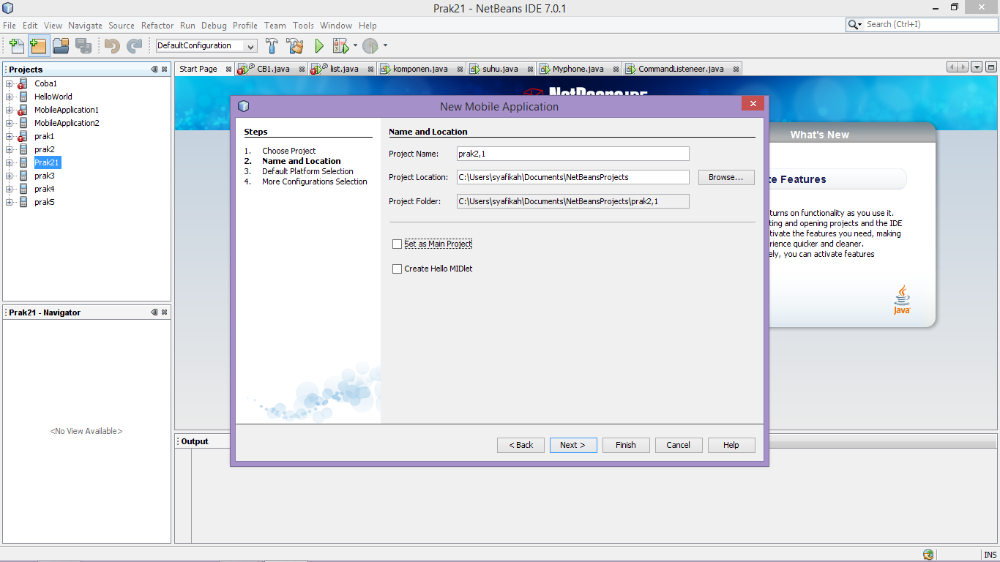 Prak21 - NetBeans IDE 7.0.1
File Edit View Navigate Source Refactor Run Debug Profile Team Tools Window Help
Search (Ctrl+I)
DefaultConfiguration
Projects
Start Page CB1.java list.java komponen.java suhu.java Myphone.java CommandListeneer.java
Coba1
HelloWorld
MobileApplication1
MobileApplication2
prak1
prak2
Prak21
prak3
prak4
prak5
NetBeans IDE
New Mobile Application
Steps
1. Choose Project
2. Name and Location
3. Default Platform Selection
4. More Configurations Selection
Name and Location
Project Name: prak2,1
Project Location: C:\Users\syafikah\Documents\NetBeansProjects Browse...
Project Folder: C:\Users\syafikah\Documents\NetBeansProjects\prak2,1
Set as Main Project
Create Hello MIDlet
< Back Next > Finish Cancel Help
What's New
Features
turns on functionality as you use it.
ting and opening projects and the IDE
tivate the features you need, making
rience quicker and cleaner.
ely, you can activate features
Java
Prak21 - Navigator
<No View Available>
Output
INS